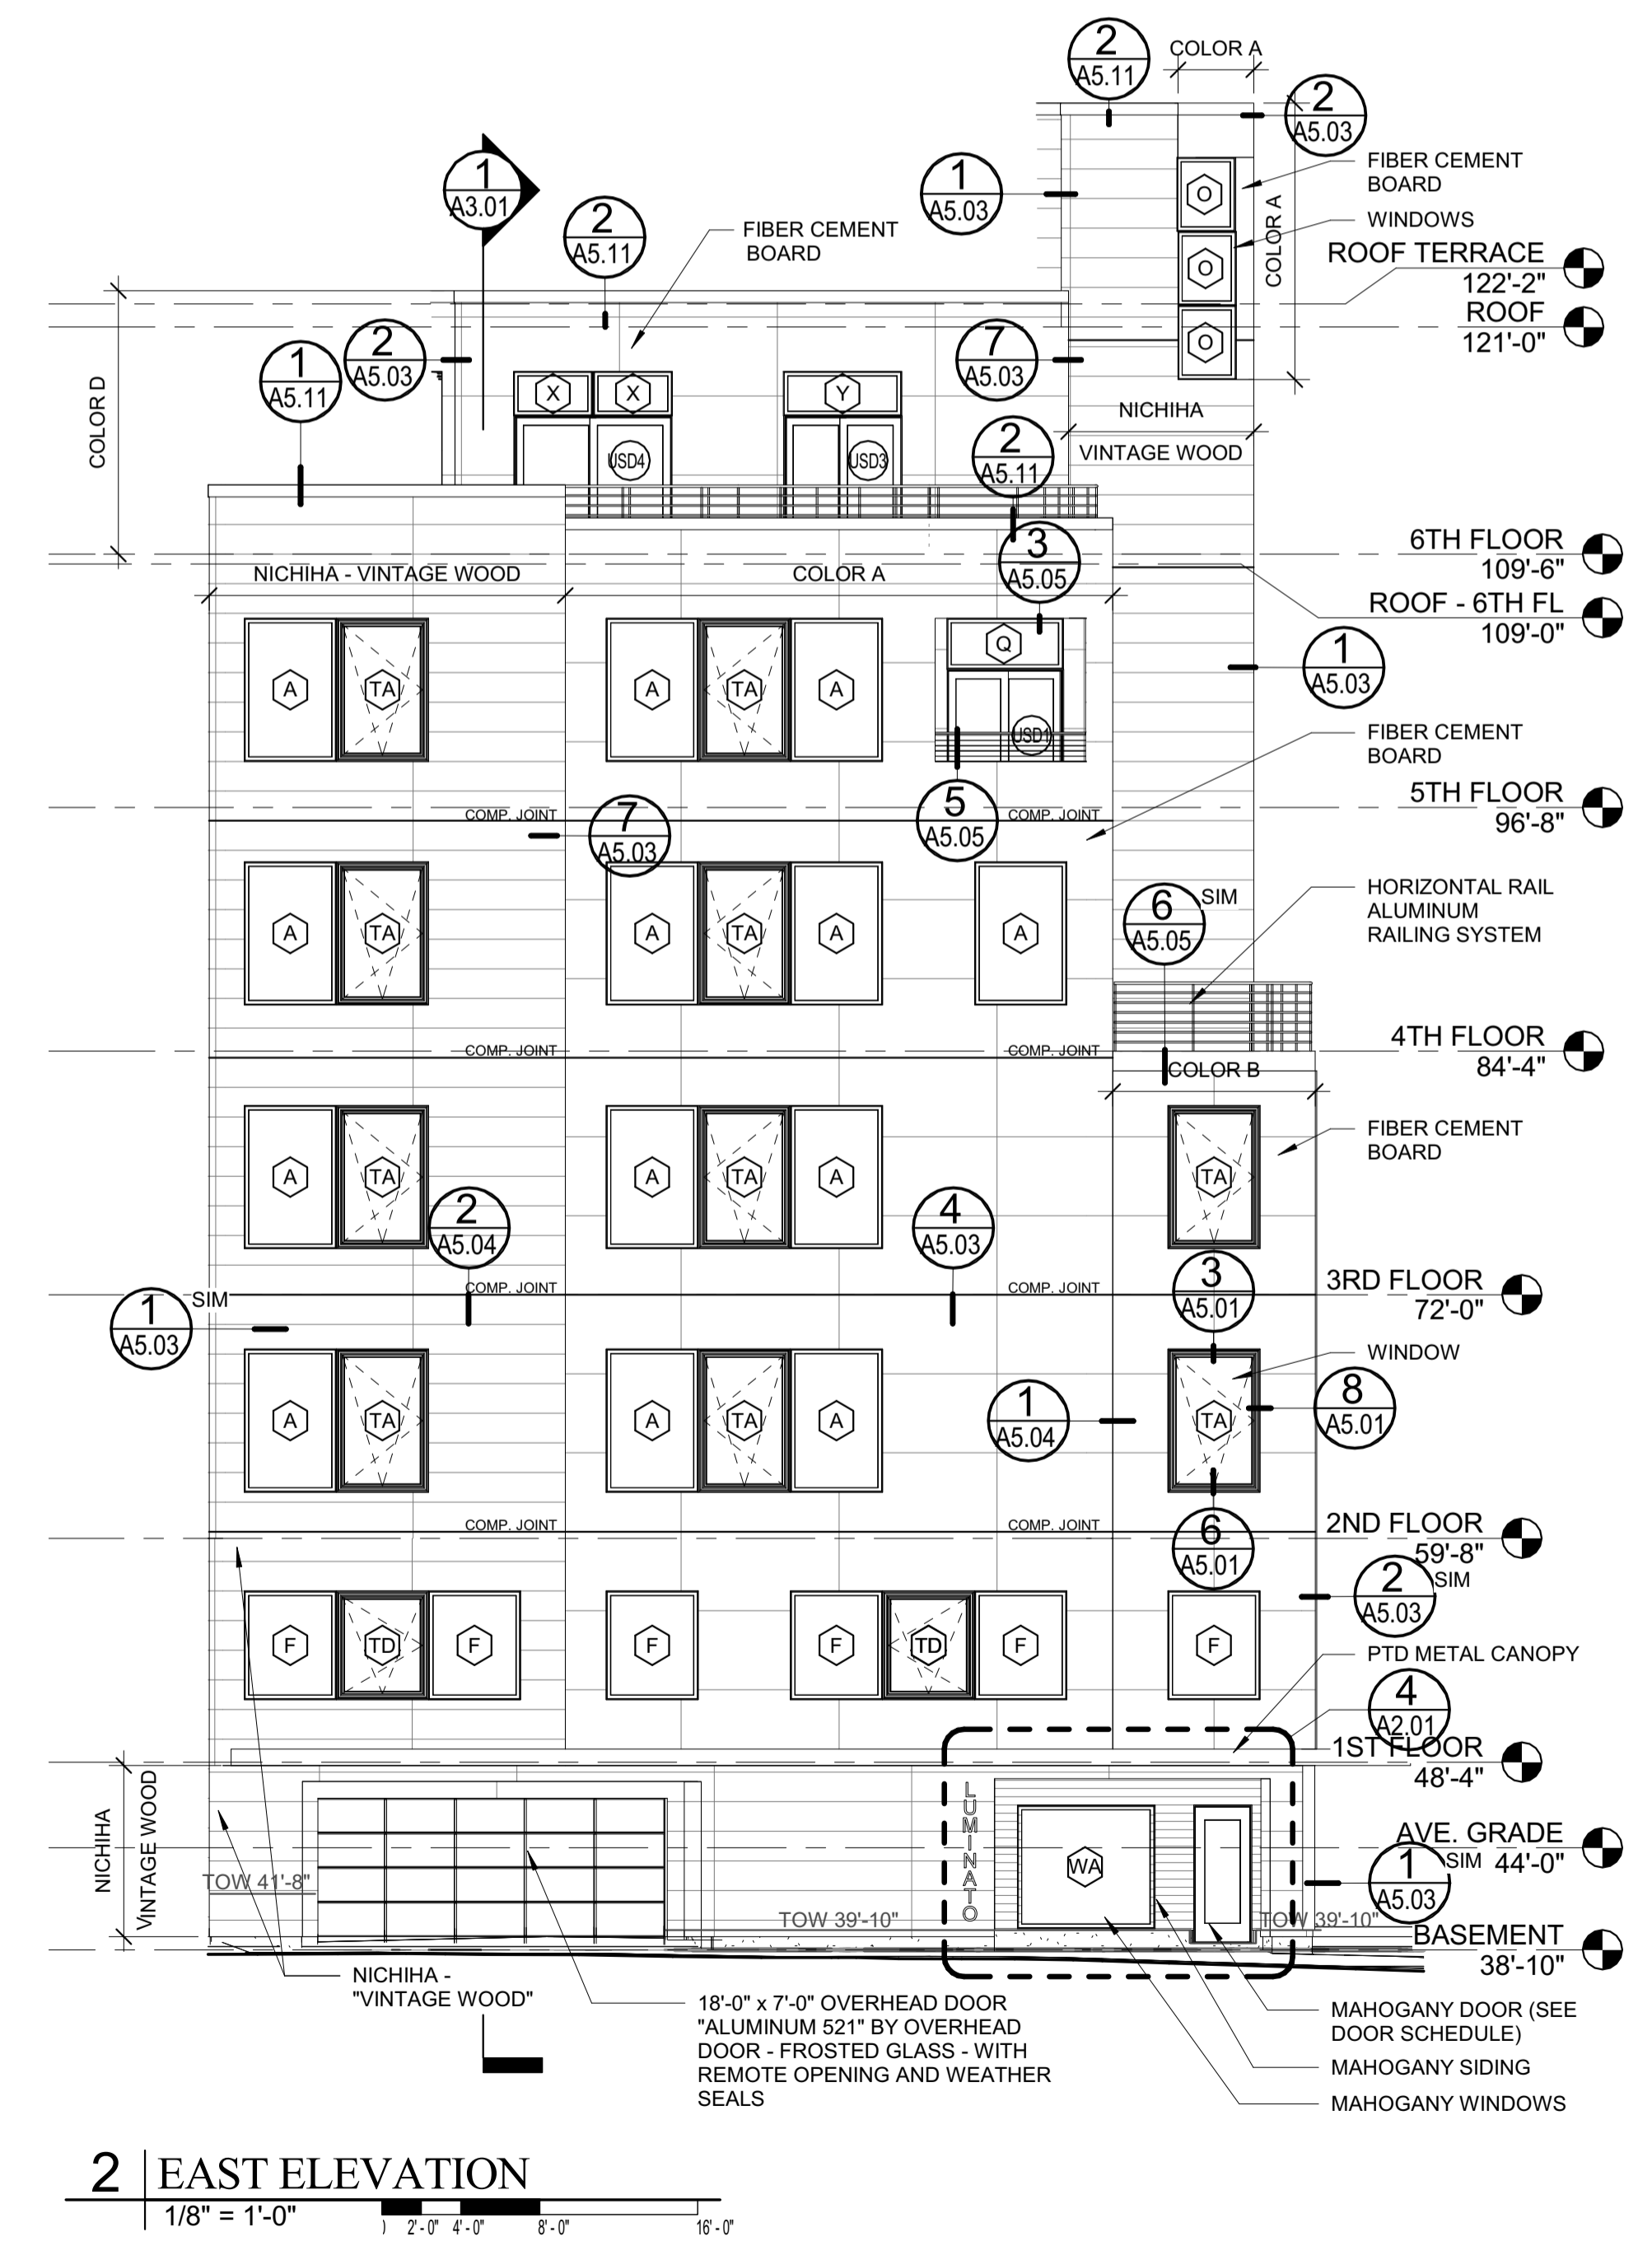 2
A5.11
COLOR A
2
A5.03
1
A3.01
1
A5.03
FIBER CEMENT
BOARD
O
WINDOWS
COLOR A
2
A5.11
FIBER CEMENT
BOARD
ROOF TERRACE
122'-2"
O
ROOF
121'-0"
O
COLOR D
1
A5.11
2
A5.03
7
A5.03
X
X
Y
NICHIHA
VINTAGE WOOD
2
A5.11
USD4
USD3
3
A5.05
6TH FLOOR
109'-6"
NICHIHA - VINTAGE WOOD
COLOR A
ROOF - 6TH FL
109'-0"
Q
1
A5.03
A
TA
A
TA
A
USD1
FIBER CEMENT
BOARD
5TH FLOOR
96'-8"
COMP. JOINT
7
A5.03
5
A5.05
COMP. JOINT
HORIZONTAL RAIL
ALUMINUM
RAILING SYSTEM
6
A5.05
SIM
A
TA
A
TA
A
A
4TH FLOOR
84'-4"
COMP. JOINT
COMP. JOINT
COLOR B
FIBER CEMENT
BOARD
A
TA
A
TA
A
TA
2
A5.04
4
A5.03
3
A5.01
3RD FLOOR
72'-0"
COMP. JOINT
COMP. JOINT
1
A5.03
SIM
WINDOW
8
A5.01
1
A5.04
A
TA
A
TA
A
TA
COMP. JOINT
COMP. JOINT
6
A5.01
2ND FLOOR
59'-8"
2
A5.03
SIM
F
TD
F
F
F
TD
F
F
PTD METAL CANOPY
4
A2.01
1ST FLOOR
48'-4"
NICHIHA
VINTAGE WOOD
LUMINATO
WA
AVE. GRADE
44'-0"
SIM
1
A5.03
TOW 41'-8"
TOW 39'-10"
TOW 39'-10"
BASEMENT
38'-10"
NICHIHA -
"VINTAGE WOOD"
18'-0" x 7'-0" OVERHEAD DOOR
"ALUMINUM 521" BY OVERHEAD
DOOR - FROSTED GLASS - WITH
REMOTE OPENING AND WEATHER
SEALS
MAHOGANY DOOR (SEE
DOOR SCHEDULE)
MAHOGANY SIDING
MAHOGANY WINDOWS
2
EAST ELEVATION
1/8" = 1'-0"
2'-0"
4'-0"
8'-0"
16'-0"